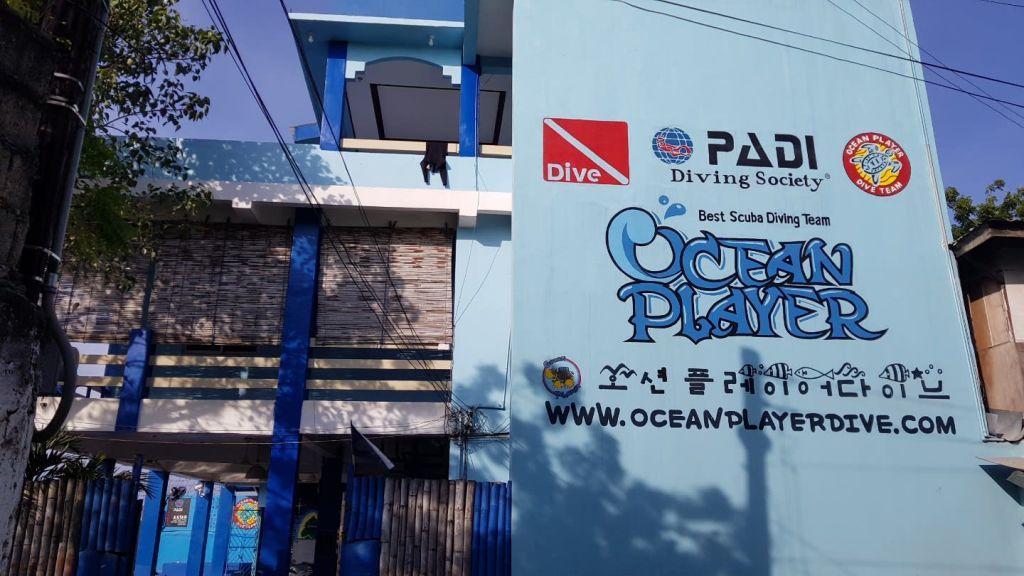 Dive
PADI
Diving Society®
OCEAN PLAYER
DIVE TEAM
Best Scuba Diving Team
OCEAN
PLAYER
오션 플레이어다이브
WWW.OCEANPLAYERDIVE.COM
PADI